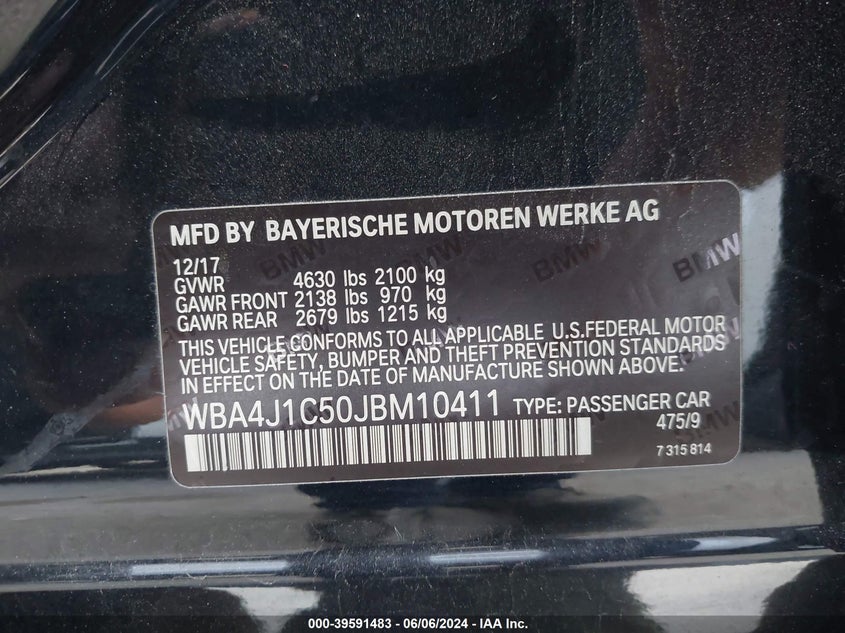 MFD BY BAYERISCHE MOTOREN WERKE AG
12/17
GVWR 4630 lbs 2100 kg
GAWR FRONT 2138 lbs 970 kg
GAWR REAR 2679 lbs 1215 kg
THIS VEHICLE CONFORMS TO ALL APPLICABLE U.S.FEDERAL MOTOR
VEHICLE SAFETY, BUMPER AND THEFT PREVENTION STANDARDS
IN EFFECT ON THE DATE OF MANUFACTURE SHOWN ABOVE.
WBA4J1C50JBM10411 TYPE: PASSENGER CAR
475/9
7 315 814
BMW
BMW
BMW
000-39591483 - 06/06/2024 - IAA Inc.